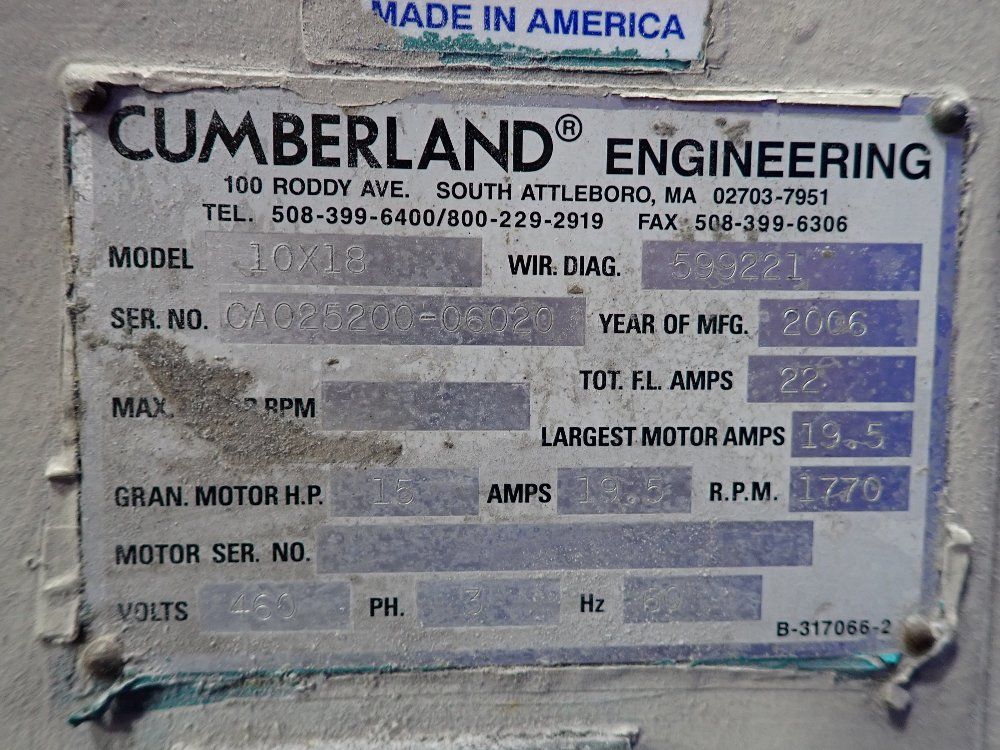 MADE IN AMERICA
CUMBERLAND® ENGINEERING
100 RODDY AVE. SOUTH ATTLEBORO, MA 02703-7951
TEL. 508-399-6400/800-229-2919 FAX 508-399-6306
MODEL 10X18 WIR. DIAG. 599221
SER. NO. CA025200-06020 YEAR OF MFG. 2006
TOT. F.L. AMPS 22
MAX. RPM
LARGEST MOTOR AMPS 19.5
GRAN. MOTOR H.P. 15 AMPS 19.5 R.P.M. 1770
MOTOR SER. NO.
VOLTS 460 PH. 3 Hz 60
B-317066-2